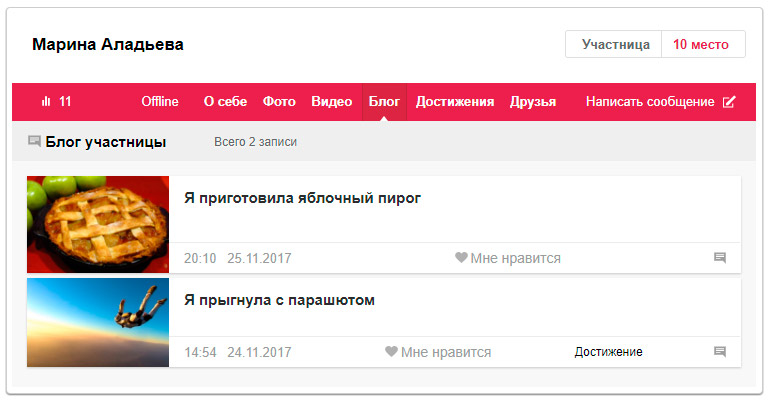 Марина Аладьева
Участница 10 место
11 Offline О себе Фото Видео Блог Достижения Друзья Написать сообщение
Блог участницы Всего 2 записи
Я приготовила яблочный пирог
20:10 25.11.2017 Мне нравится
Я прыгнула с парашютом
14:54 24.11.2017 Мне нравится Достижение